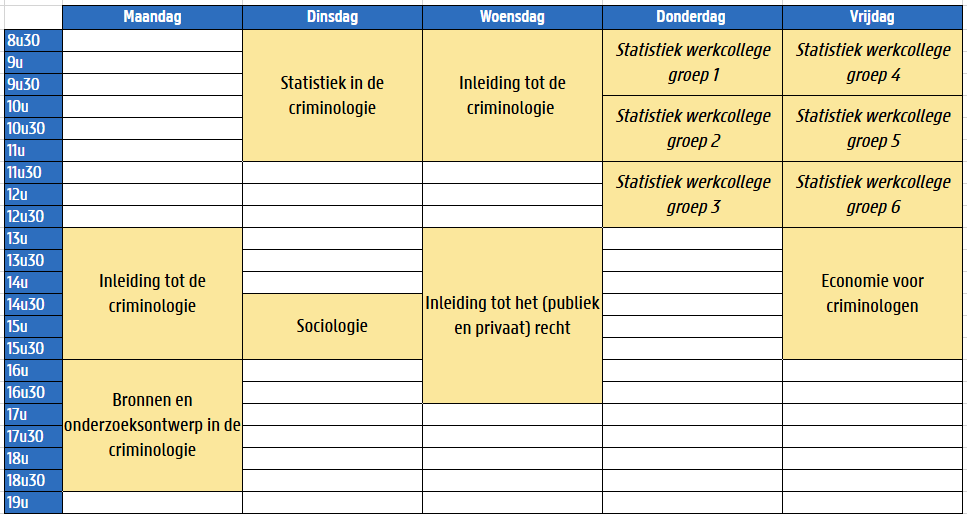 Maandag Dinsdag Woensdag Donderdag Vrijdag
8u30
9u
9u30
10u
10u30
11u
11u30
12u
12u30
13u
13u30
14u
14u30
15u
15u30
16u
16u30
17u
17u30
18u
18u30
19u
Inleiding tot de
criminologie
Bronnen en
onderzoeksontwerp in de
criminologie
Statistiek in de
criminologie
Sociologie
Inleiding tot de
criminologie
Inleiding tot het (publiek
en privaat) recht
Statistiek werkcollege
groep 1
Statistiek werkcollege
groep 2
Statistiek werkcollege
groep 3
Statistiek werkcollege
groep 4
Statistiek werkcollege
groep 5
Statistiek werkcollege
groep 6
Economie voor
criminologen